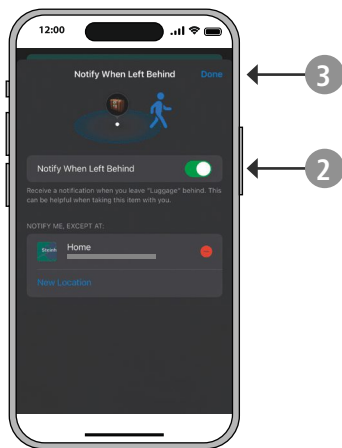 12:00
Notify When Left Behind Done
3
Notify When Left Behind
2
Receive a notification when you leave "Luggage" behind. This
can be helpful when taking this item with you.
NOTIFY ME, EXCEPT AT:
Home
New Location